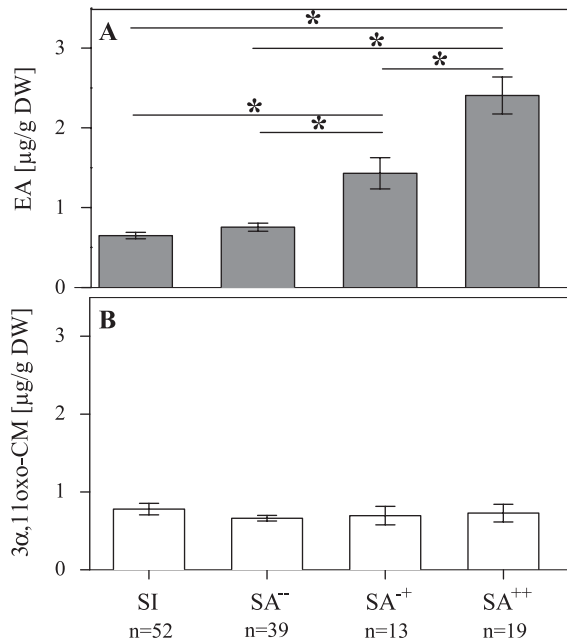 A
*
*
*
*
*
EA [µg/g DW]
3
2
1
0
B
3α,11oxo-CM [µg/g DW]
3
2
1
0
SI SA⁻⁻ SA⁻⁺ SA⁺⁺
n=52 n=39 n=13 n=19